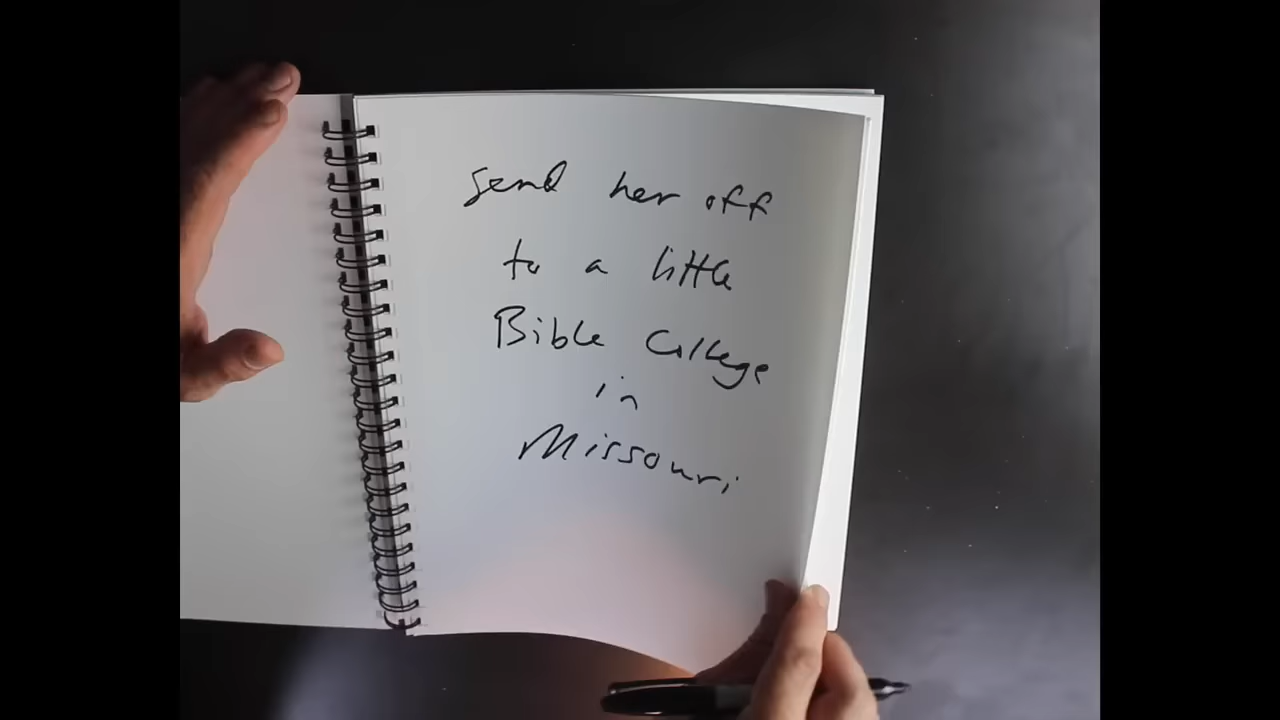 send her off
to a little
Bible College
in
Missouri